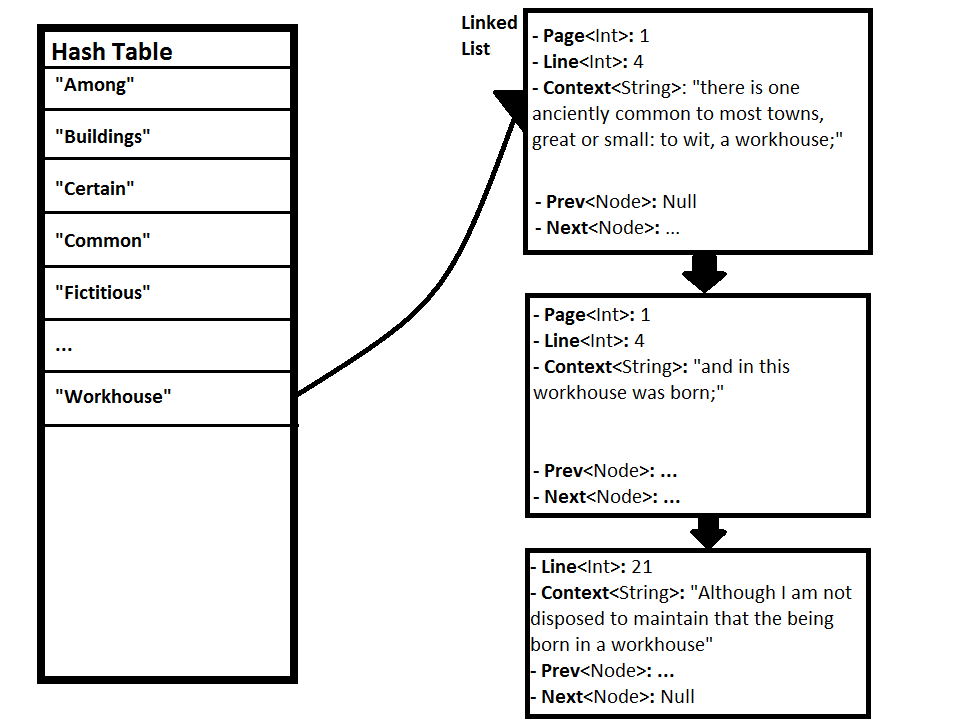 Hash Table
"Among"
"Buildings"
"Certain"
"Common"
"Fictitious"
...
"Workhouse"
Linked
List
- Page<Int>: 1
- Line<Int>: 4
- Context<String>: "there is one
anciently common to most towns,
great or small: to wit, a workhouse;"
- Prev<Node>: Null
- Next<Node>: ...
- Page<Int>: 1
- Line<Int>: 4
- Context<String>: "and in this
workhouse was born;"
- Prev<Node>: ...
- Next<Node>: ...
- Line<Int>: 21
- Context<String>: "Although I am not
disposed to maintain that the being
born in a workhouse"
- Prev<Node>: ...
- Next<Node>: Null